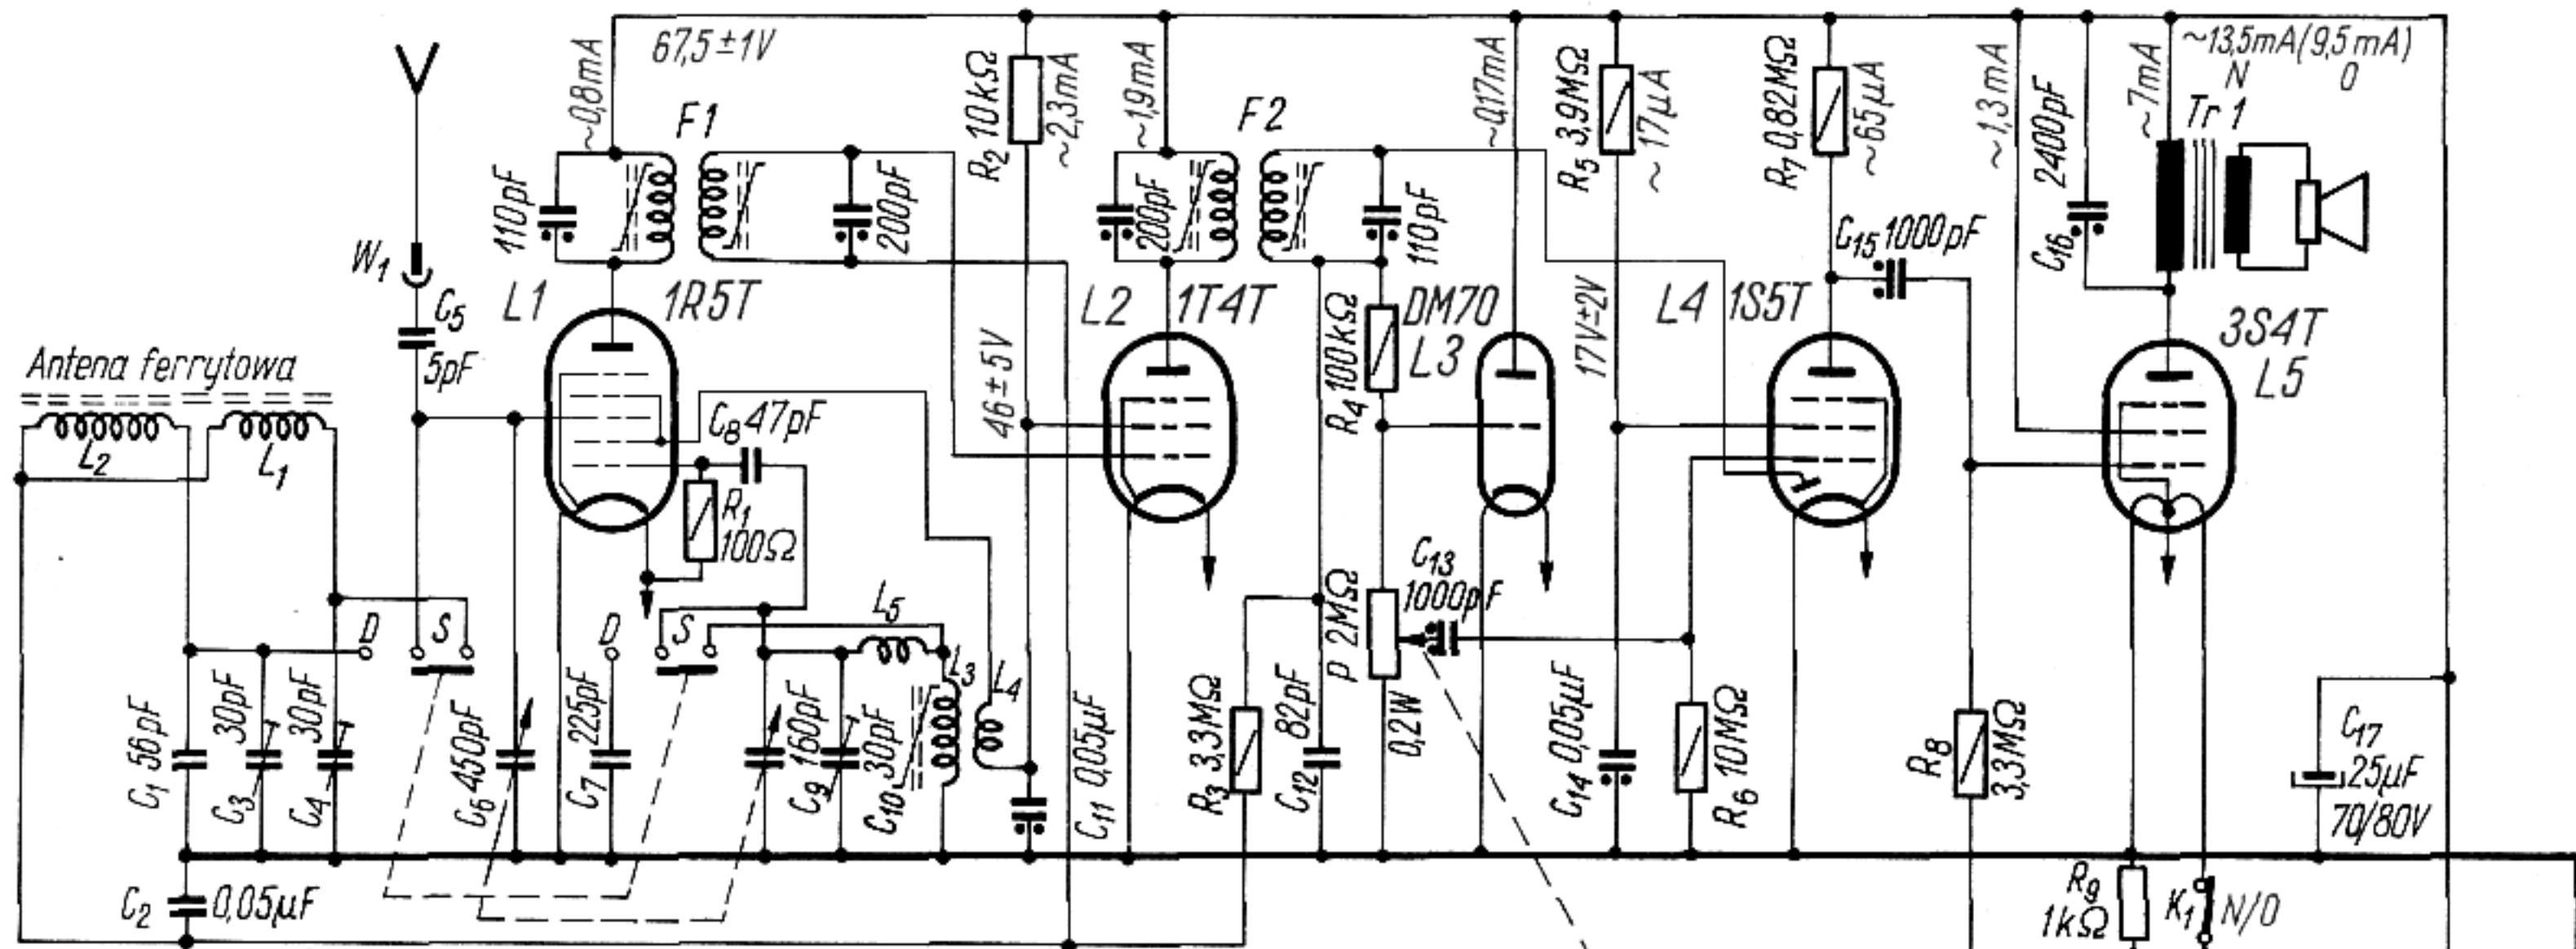 67,5 ± 1V
~0,8mA
F1
110pF
200pF
R2 10kΩ
~2,3mA
~1,9mA
F2
200pF
110pF
~0,17mA
R5 3,9MΩ
~17μA
R7 0,82MΩ
~65μA
~1,3mA
2400pF
C16
~7mA
~13,5mA(9,5mA)
N O
Tr 1
W1
C5
5pF
L1 1R5T
L2 1T4T
DM70
L3
L4 1S5T
C15 1000pF
3S4T
L5
Antena ferrytowa
L2
L1
C8 47pF
R1
100Ω
46 ± 5V
R4 100kΩ
17V±2V
D S
D S
L5
L3
L4
C1 56pF
C3 30pF
C4 30pF
C6 450pF
C7 225pF
C9 160pF
C10 30pF
C11 0,05μF
R3 3,3MΩ
C12 82pF
P 2MΩ
0,2W
C13
1000pF
C14 0,05μF
R6 10MΩ
R8
3,3MΩ
C17
25μF
70/80V
C2 0,05μF
R9
1kΩ
K1 N/O